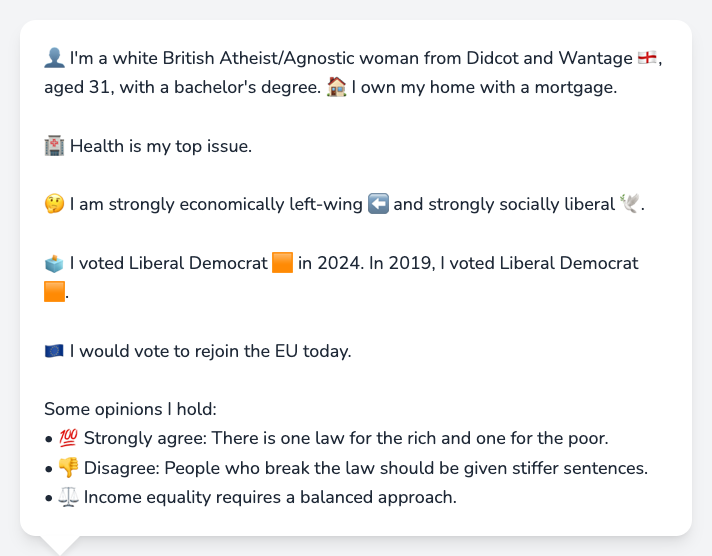 👤 I'm a white British Atheist/Agnostic woman from Didcot and Wantage 🏴󠁧󠁢󠁥󠁮󠁧󠁿,
aged 31, with a bachelor's degree. 🏠 I own my home with a mortgage.
🏥 Health is my top issue.
🤔 I am strongly economically left-wing ⬅️ and strongly socially liberal 🕊️.
🗳️ I voted Liberal Democrat 🟧 in 2024. In 2019, I voted Liberal Democrat
🟧.
🇪🇺 I would vote to rejoin the EU today.
Some opinions I hold:
• 💯 Strongly agree: There is one law for the rich and one for the poor.
• 👎 Disagree: People who break the law should be given stiffer sentences.
• ⚖️ Income equality requires a balanced approach.